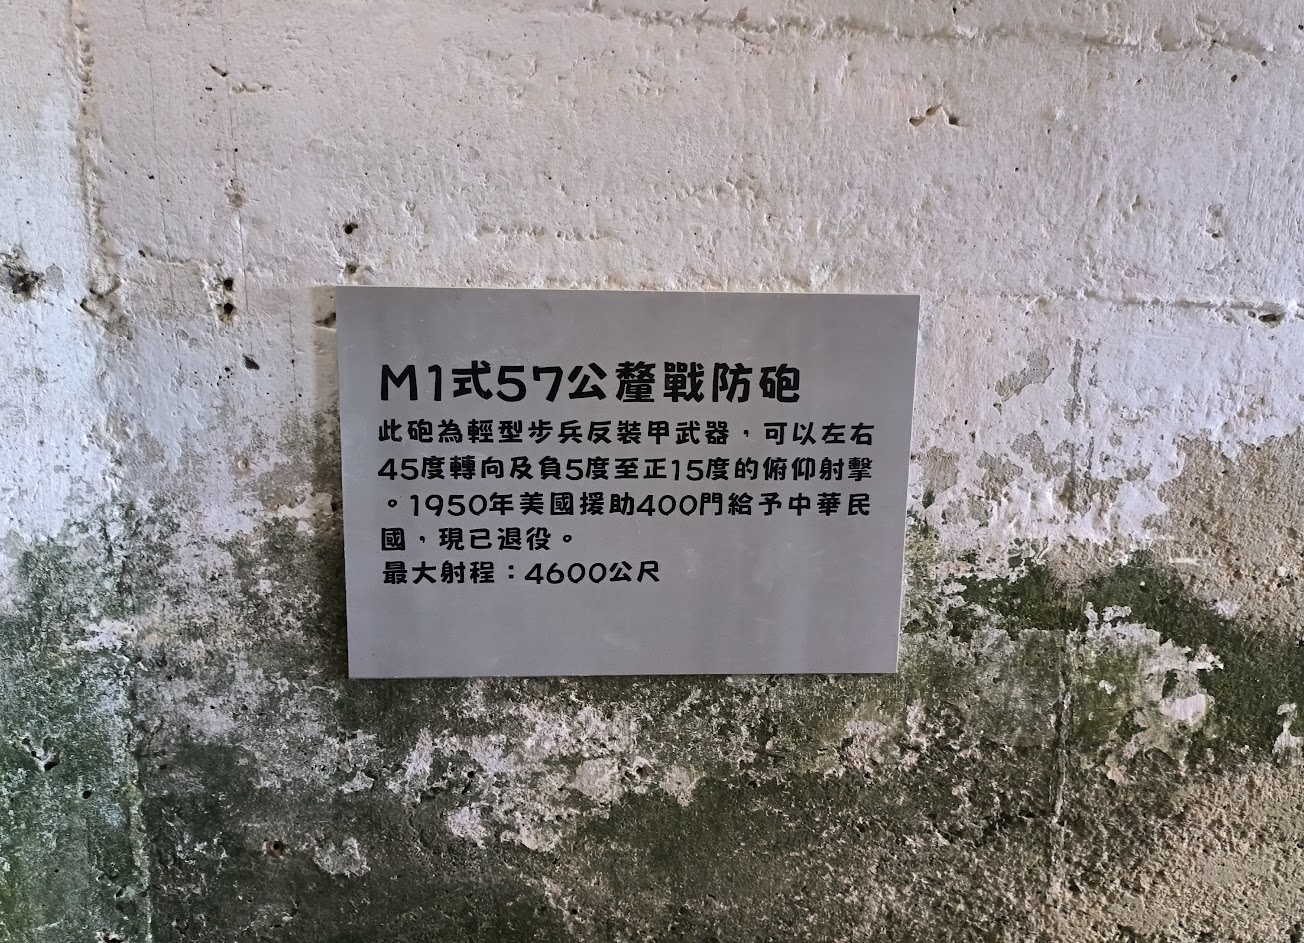 M1式57公釐戰防砲
此砲為輕型步兵反裝甲武器，可以左右
45度轉向及負5度至正15度的俯仰射擊
。1950年美國援助400門給予中華民
國，現已退役。
最大射程：4600公尺